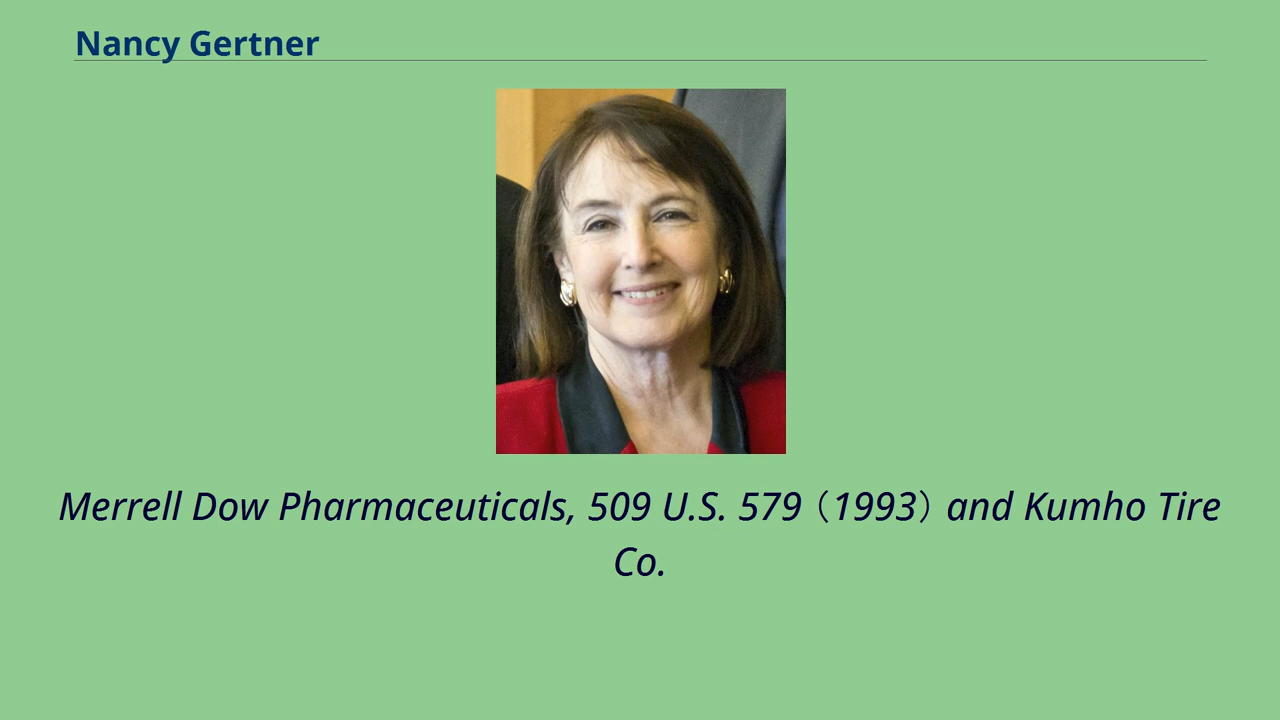 Nancy Gertner
Merrell Dow Pharmaceuticals, 509 U.S. 579（1993）and Kumho Tire
Co.